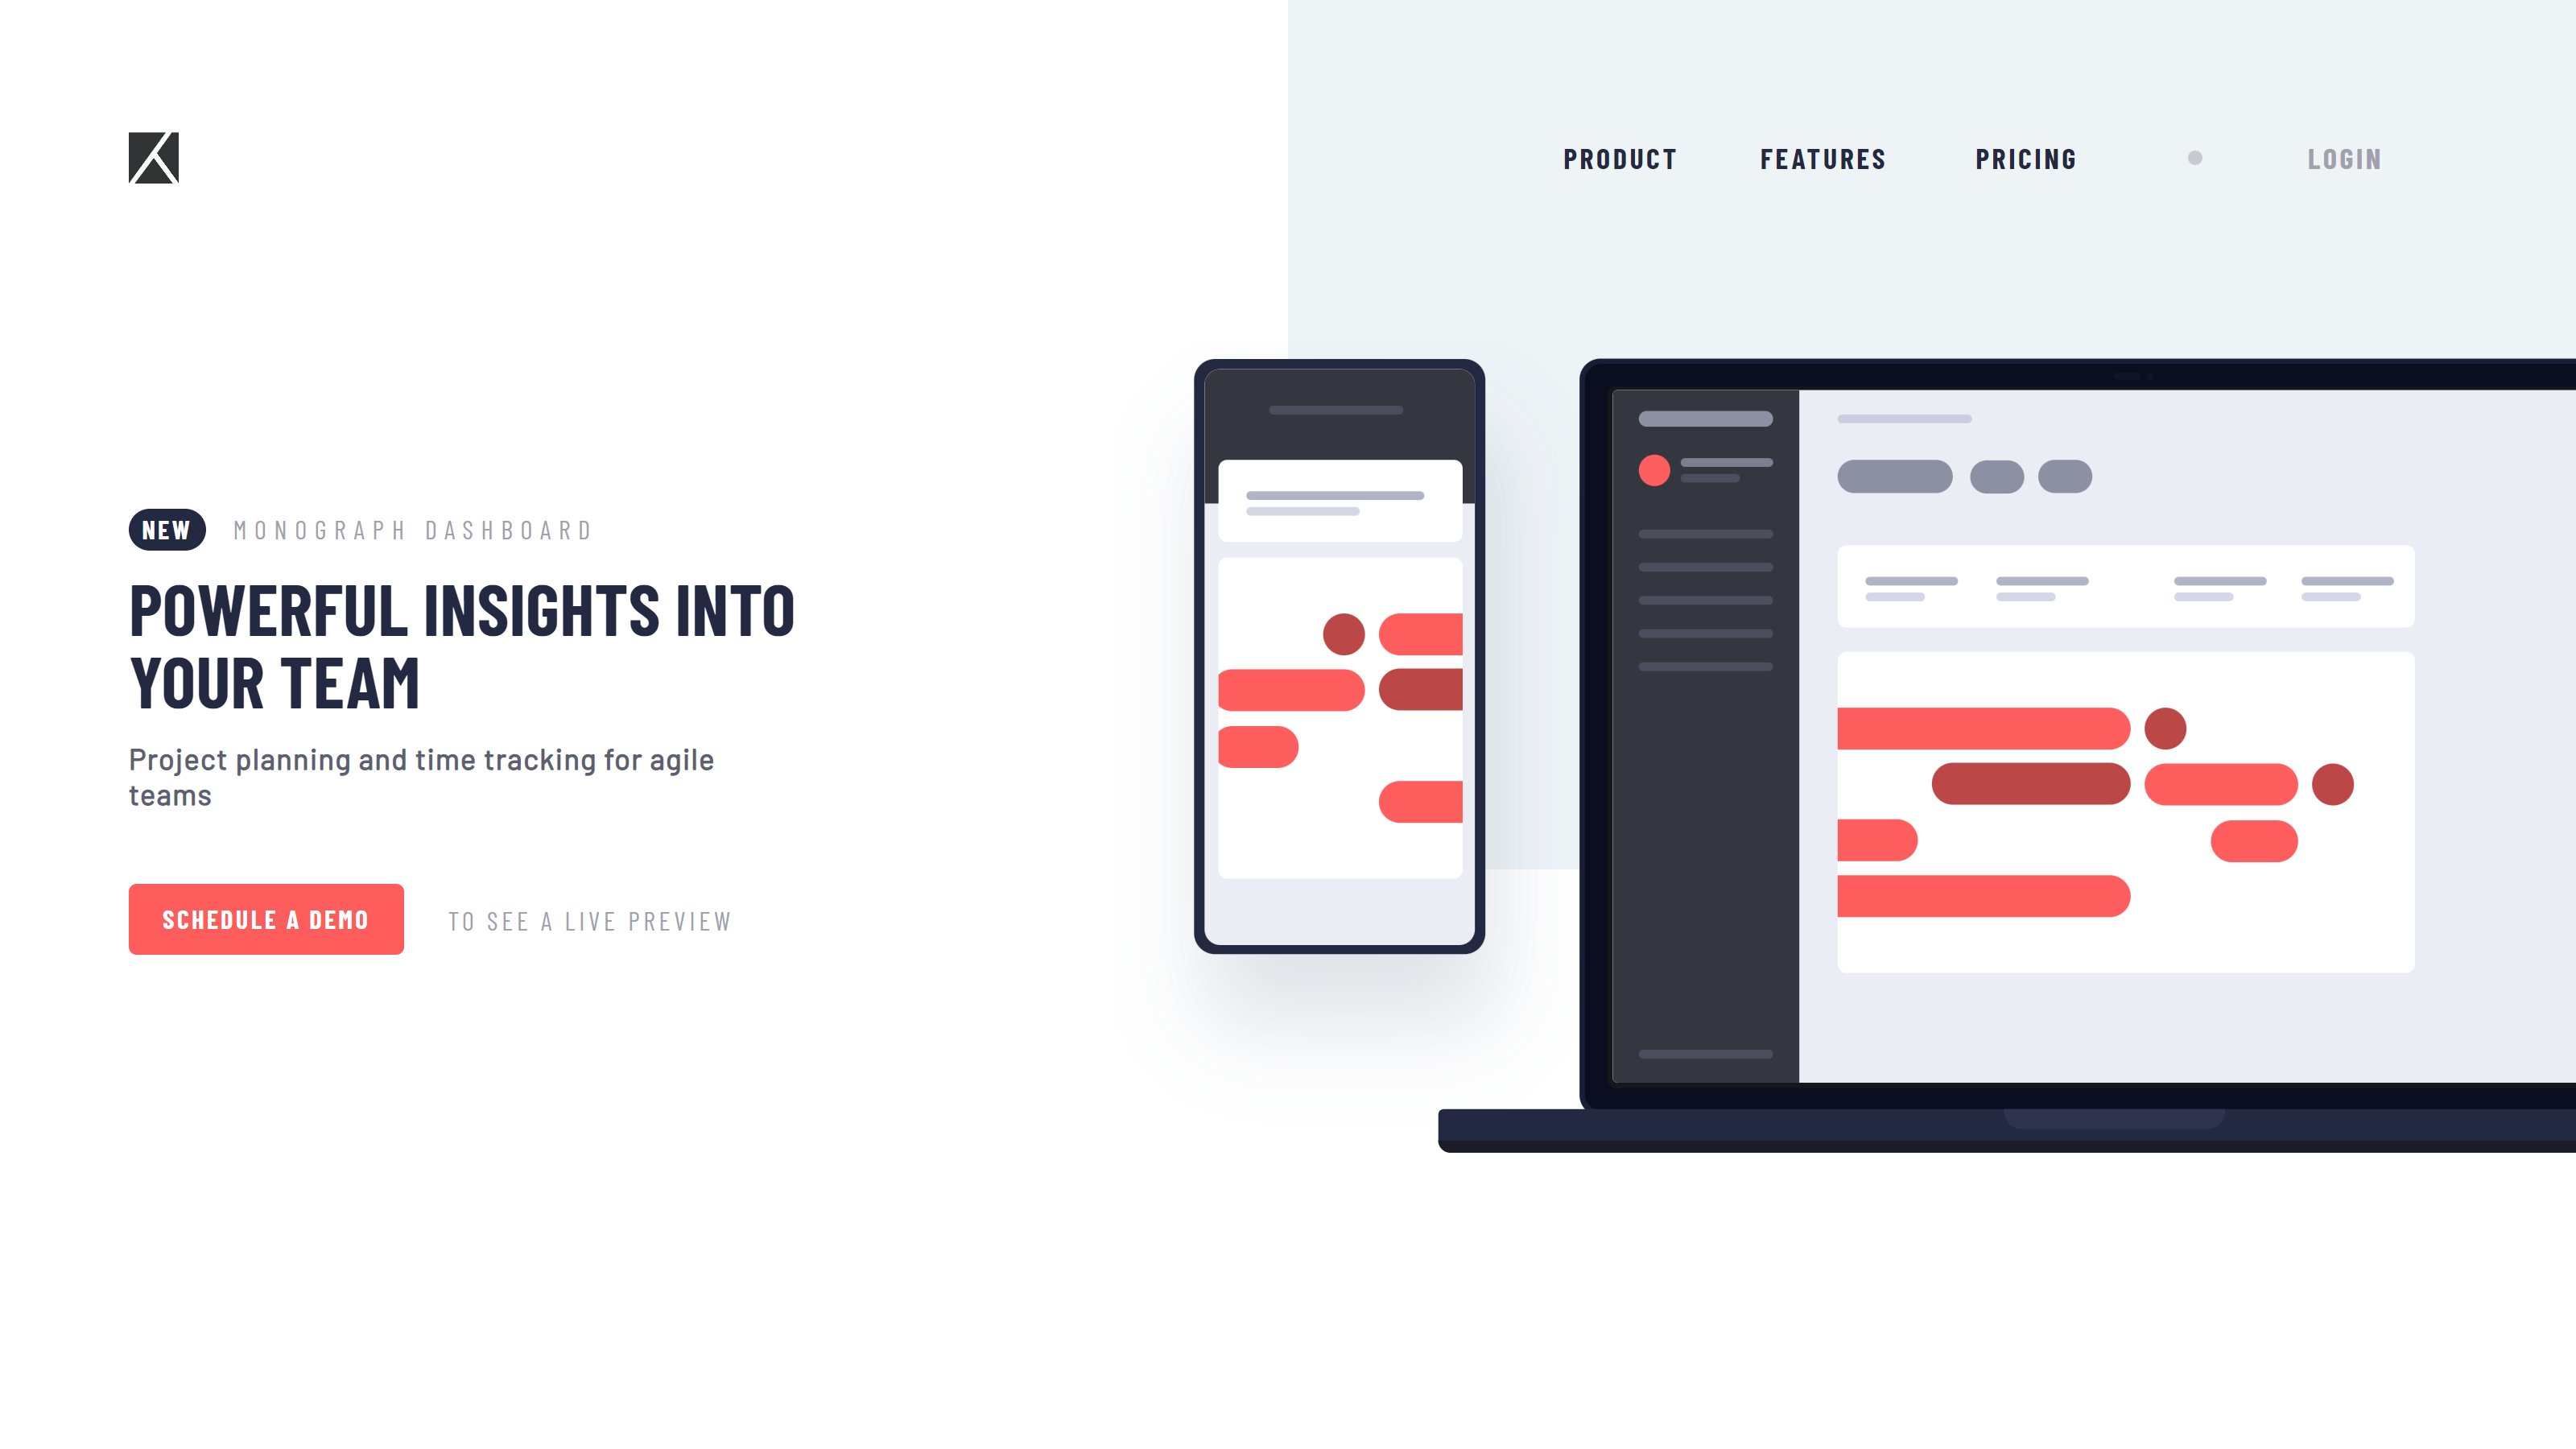 PRODUCT FEATURES PRICING LOGIN
NEW MONOGRAPH DASHBOARD
POWERFUL INSIGHTS INTO
YOUR TEAM
Project planning and time tracking for agile
teams
SCHEDULE A DEMO TO SEE A LIVE PREVIEW